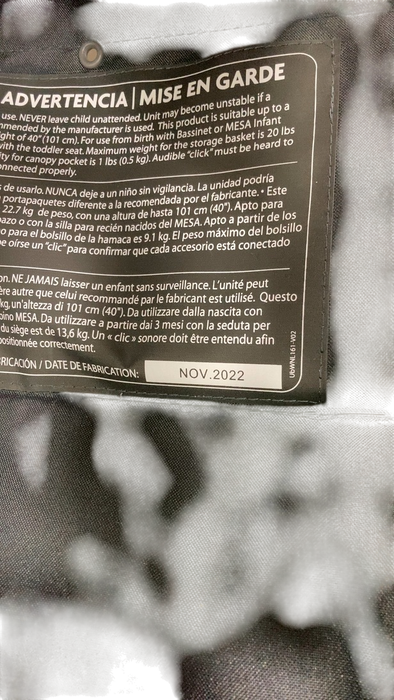 ADVERTENCIA | MISE EN GARDE
use. NEVER leave child unattended. Unit may become unstable if a
mmended by the manufacturer is used. This product is suitable up to a
ght of 40" (101 cm). For use from birth with Bassinet or MESA Infant
with the toddler seat. Maximum weight for the storage basket is 20 lbs
ty for canopy pocket is 1 lbs (0.5 kg). Audible "click" must be heard to
nnected properly.
de usarlo. NUNCA deje a un niño sin vigilancia. La unidad podría
portapaquetes diferente a la recomendada por el fabricante. • Este
22.7 kg de peso, con una altura de hasta 101 cm (40"). Apto para
azo o con la silla para recién nacidos del MESA. Apto a partir de los
o para el bolsillo de la hamaca es 9.1 kg. El peso máximo del bolsillo
e oírse un "clic" para confirmar que cada accesorio está conectado
on. NE JAMAIS laisser un enfant sans surveillance. L'unité peut
ère autre que celui recommandé par le fabricant est utilisé. Questo
kg, un'altezza di 101 cm (40"). Da utilizzare dalla nascita con
bino MESA. Da utilizzare a partire dai 3 mesi con la seduta per
du siège est de 13,6 kg. Un « clic » sonore doit être entendu afin
positionnée correctement.
RICACIÓN / DATE DE FABRICATION: NOV.2022
UbWNL161-V02